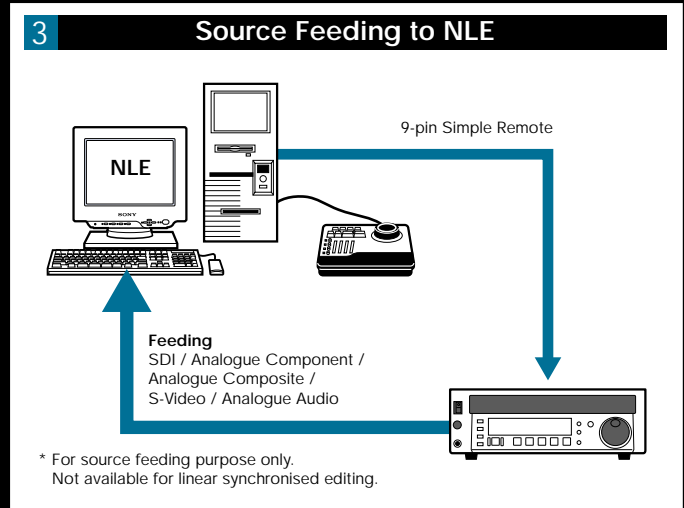 3
Source Feeding to NLE
9-pin Simple Remote
NLE
SONY
Feeding
SDI / Analogue Component /
Analogue Composite /
S-Video / Analogue Audio
* For source feeding purpose only.
Not available for linear synchronised editing.